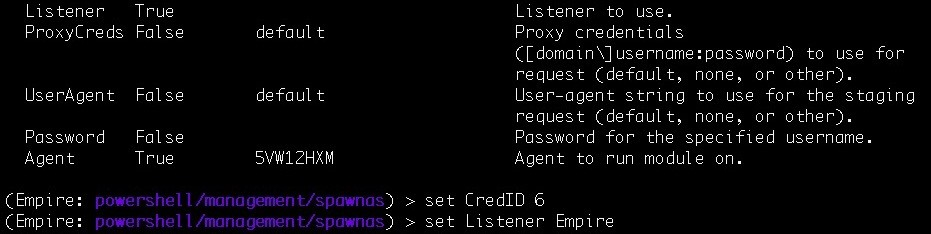 Listener True Listener to use.
ProxyCreds False default Proxy credentials
([domain\]username:password) to use for
request (default, none, or other).
UserAgent False default User-agent string to use for the staging
request (default, none, or other).
Password False Password for the specified username.
Agent True 5VW12HXM Agent to run module on.
(Empire: powershell/management/spawnas) > set CredID 6
(Empire: powershell/management/spawnas) > set Listener Empire